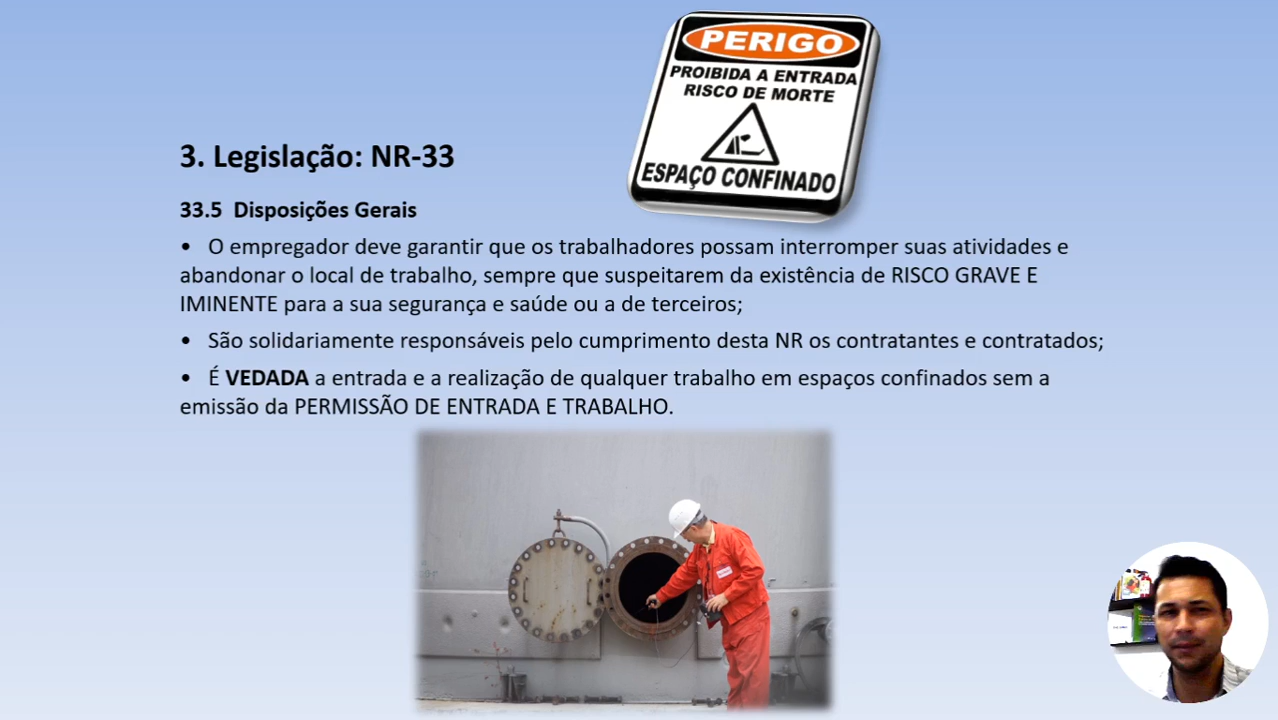 PERIGO
PROIBIDA A ENTRADA
RISCO DE MORTE
ESPAÇO CONFINADO
3. Legislação: NR-33
33.5 Disposições Gerais
• O empregador deve garantir que os trabalhadores possam interromper suas atividades e
abandonar o local de trabalho, sempre que suspeitarem da existência de RISCO GRAVE E
IMINENTE para a sua segurança e saúde ou a de terceiros;
• São solidariamente responsáveis pelo cumprimento desta NR os contratantes e contratados;
• É VEDADA a entrada e a realização de qualquer trabalho em espaços confinados sem a
emissão da PERMISSÃO DE ENTRADA E TRABALHO.